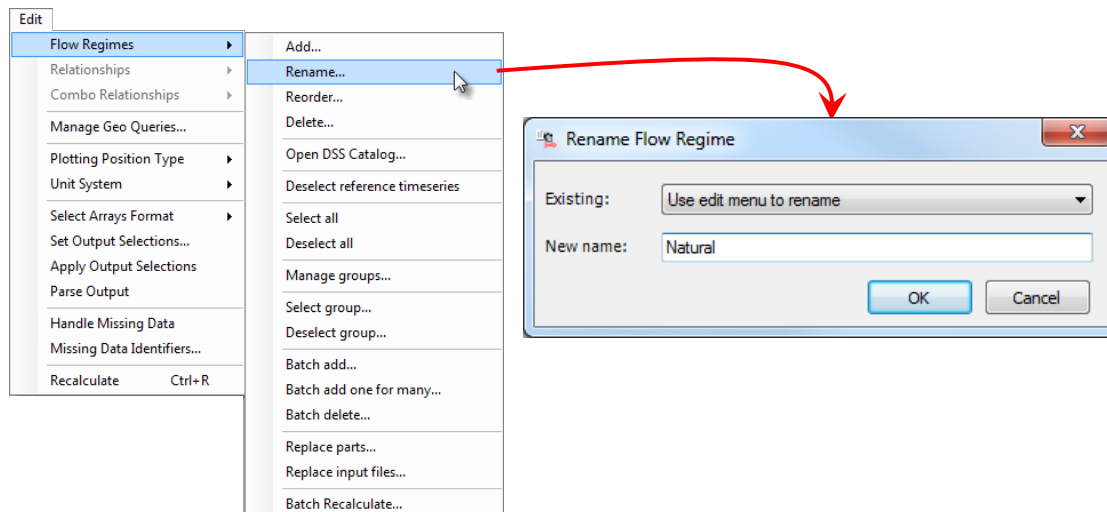 Edit
Flow Regimes
Relationships
Combo Relationships
Manage Geo Queries...
Plotting Position Type
Unit System
Select Arrays Format
Set Output Selections...
Apply Output Selections
Parse Output
Handle Missing Data
Missing Data Identifiers...
Recalculate Ctrl+R
Add...
Rename...
Reorder...
Delete...
Open DSS Catalog...
Deselect reference timeseries
Select all
Deselect all
Manage groups...
Select group...
Deselect group...
Batch add...
Batch add one for many...
Batch delete...
Replace parts...
Replace input files...
Batch Recalculate...
Rename Flow Regime
Existing: Use edit menu to rename
New name: Natural
OK Cancel